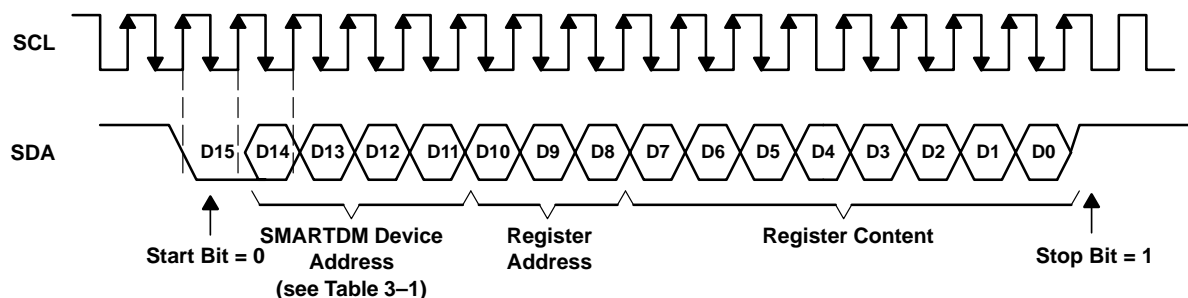 SCL
SDA
D15 D14 D13 D12 D11 D10 D9 D8 D7 D6 D5 D4 D3 D2 D1 D0
Start Bit = 0
SMARTDM Device
Address
(see Table 3–1)
Register
Address
Register Content
Stop Bit = 1